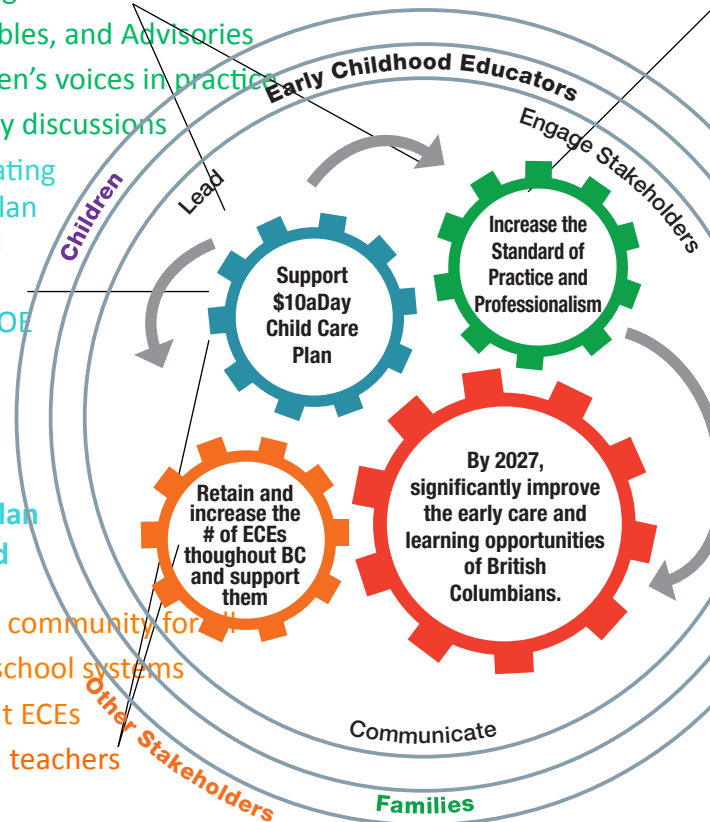 bles, and Advisories
en's voices in practice
y discussions
ating
lan
OE
lan
d
community for all
school systems
t ECEs
teachers
Early Childhood Educators
Engage Stakeholders
Lead
Children
Support
$10aDay
Child Care
Plan
Increase the
Standard of
Practice and
Professionalism
Retain and
increase the
# of ECEs
thoughout BC
and support
them
By 2027,
significantly improve
the early care and
learning opportunities
of British
Columbians.
Communicate
Other Stakeholders
Families